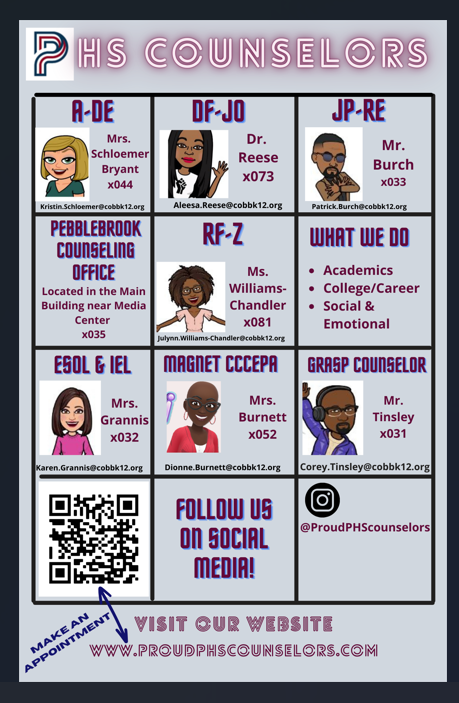 P HS COUNSELORS
A-DE
Mrs.
Schloemer
Bryant
x044
Kristin.Schloemer@cobbk12.org
DF-JO
Dr.
Reese
x073
Aleesa.Reese@cobbk12.org
JP-RE
Mr.
Burch
x033
Patrick.Burch@cobbk12.org
PEBBLEBROOK
COUNSELING
OFFICE
Located in the Main
Building near Media
Center
x035
RF-Z
Ms.
Williams-
Chandler
x081
Julynn.Williams-Chandler@cobbk12.org
WHAT WE DO
• Academics
• College/Career
• Social &
Emotional
ESOL & IEL
Mrs.
Grannis
x032
Karen.Grannis@cobbk12.org
MAGNET CCCEPA
Mrs.
Burnett
x052
Dionne.Burnett@cobbk12.org
GRASP COUNSELOR
Mr.
Tinsley
x031
Corey.Tinsley@cobbk12.org
FOLLOW US
ON SOCIAL
MEDIA!
@ProudPHScounselors
MAKE AN
APPOINTMENT
VISIT OUR WEBSITE
WWW.PROUDPHSCOUNSELORS.COM